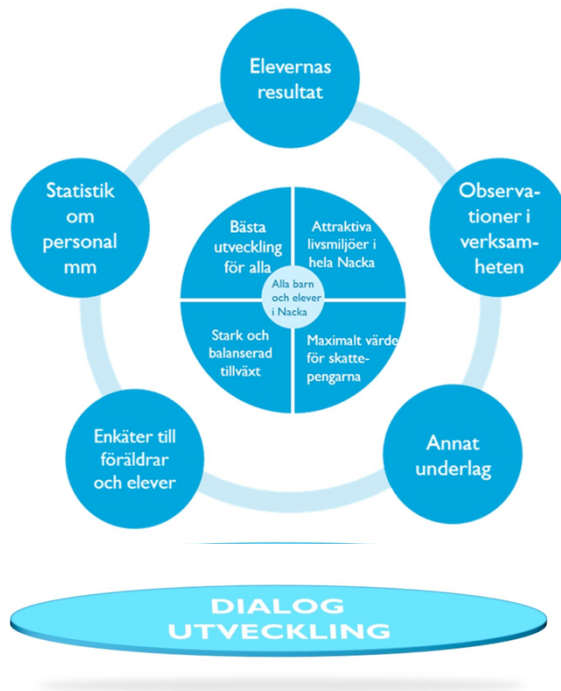 Elevernas
resultat
Statistik
om
personal
mm
Observa-
tioner i
verksam-
heten
Bästa
utveckling
för alla
Attraktiva
livsmiljöer i
hela Nacka
Alla barn
och elever
i Nacka
Stark och
balanserad
tillväxt
Maximalt värde
för skatte-
pengarna
Enkäter till
föräldrar
och elever
Annat
underlag
DIALOG
UTVECKLING